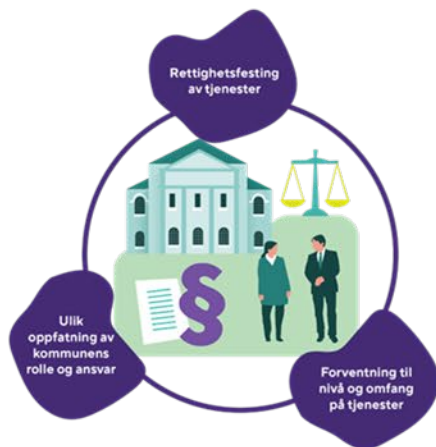 Rettighetsfesting
av tjenester
Ulik
oppfatning av
kommunens
rolle og ansvar
Forventning til
nivå og omfang
på tjenester
§